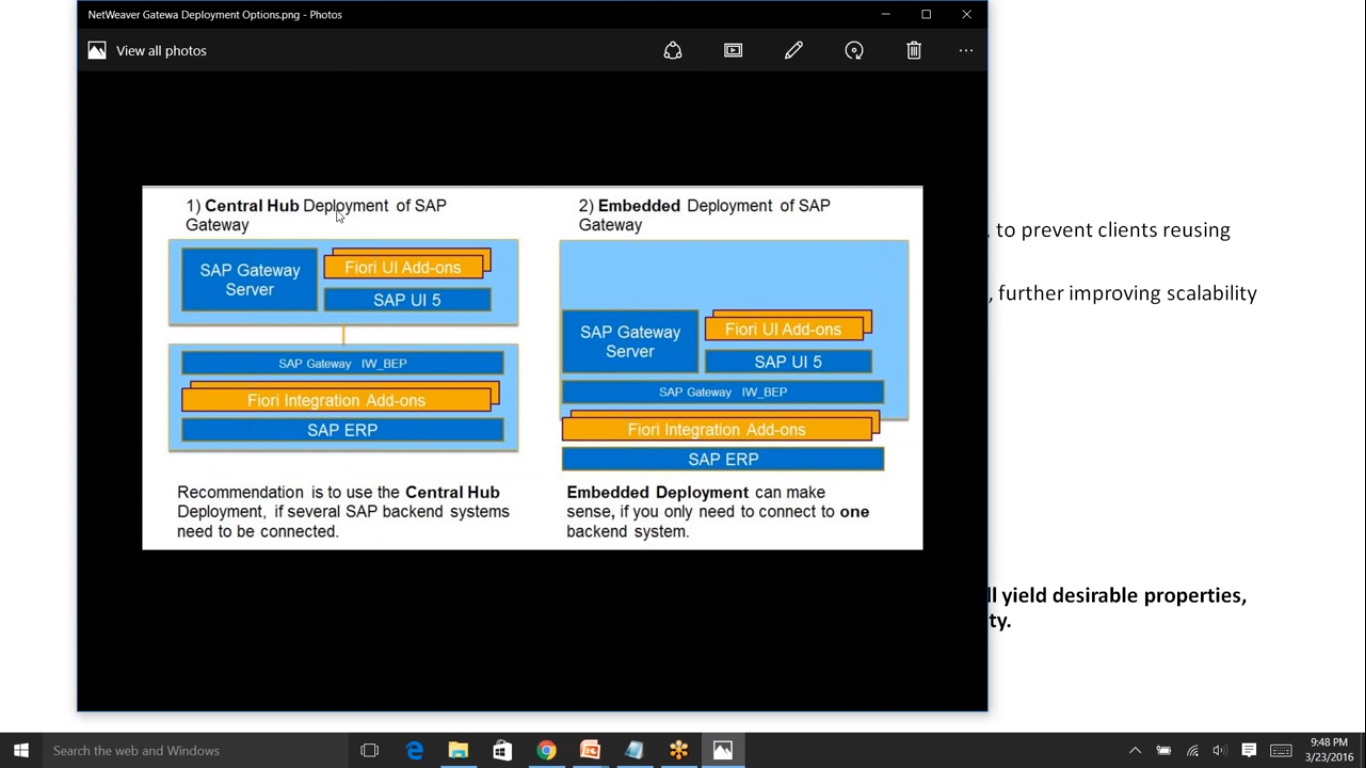 NetWeaver Gatewa Deployment Options.png - Photos
View all photos
1) Central Hub Deployment of SAP
Gateway
SAP Gateway
Server
Fiori UI Add-ons
SAP UI 5
SAP Gateway IW_BEP
Fiori Integration Add-ons
SAP ERP
Recommendation is to use the Central Hub
Deployment, if several SAP backend systems
need to be connected.
2) Embedded Deployment of SAP
Gateway
SAP Gateway
Server
Fiori UI Add-ons
SAP UI 5
SAP Gateway IW_BEP
Fiori Integration Add-ons
SAP ERP
Embedded Deployment can make
sense, if you only need to connect to one
backend system.
, to prevent clients reusing
, further improving scalability
ll yield desirable properties,
ty.
Search the web and Windows
9:48 PM
3/23/2016